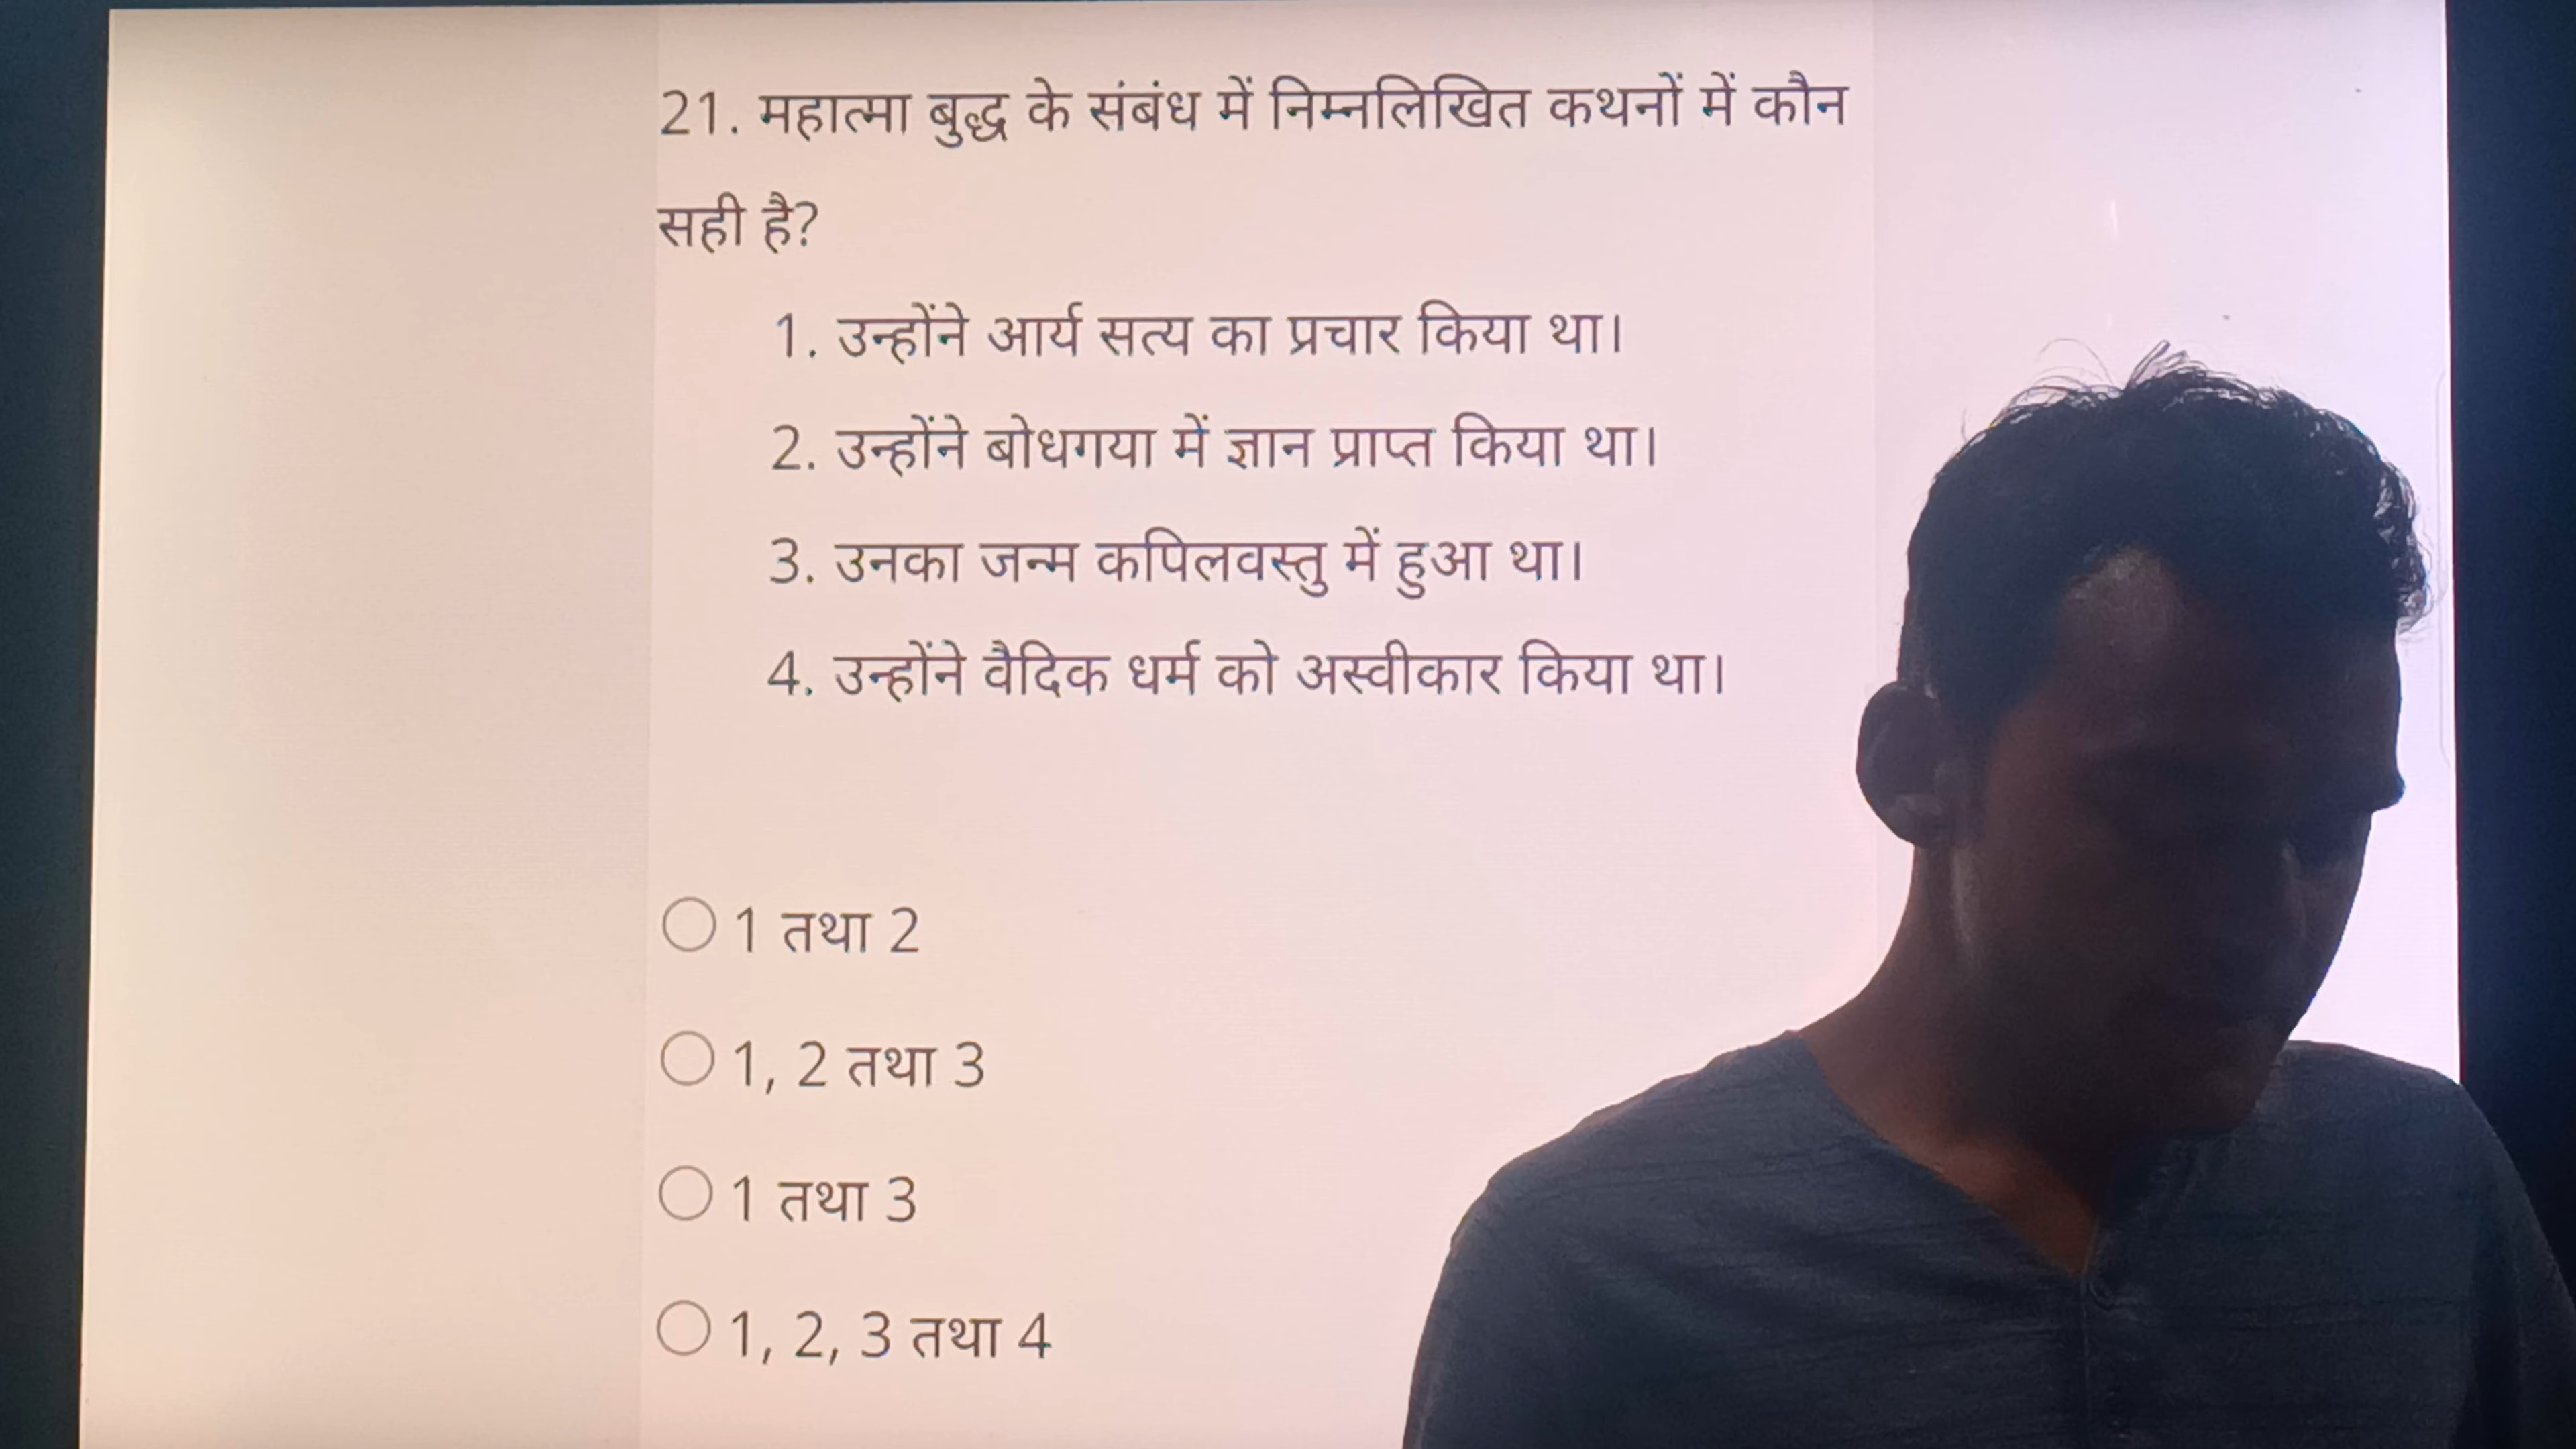 21. महात्मा बुद्ध के संबंध में निम्नलिखित कथनों में कौन
सही है?
1. उन्होंने आर्य सत्य का प्रचार किया था।
2. उन्होंने बोधगया में ज्ञान प्राप्त किया था।
3. उनका जन्म कपिलवस्तु में हुआ था।
4. उन्होंने वैदिक धर्म को अस्वीकार किया था।
1 तथा 2
1, 2 तथा 3
1 तथा 3
1, 2, 3 तथा 4